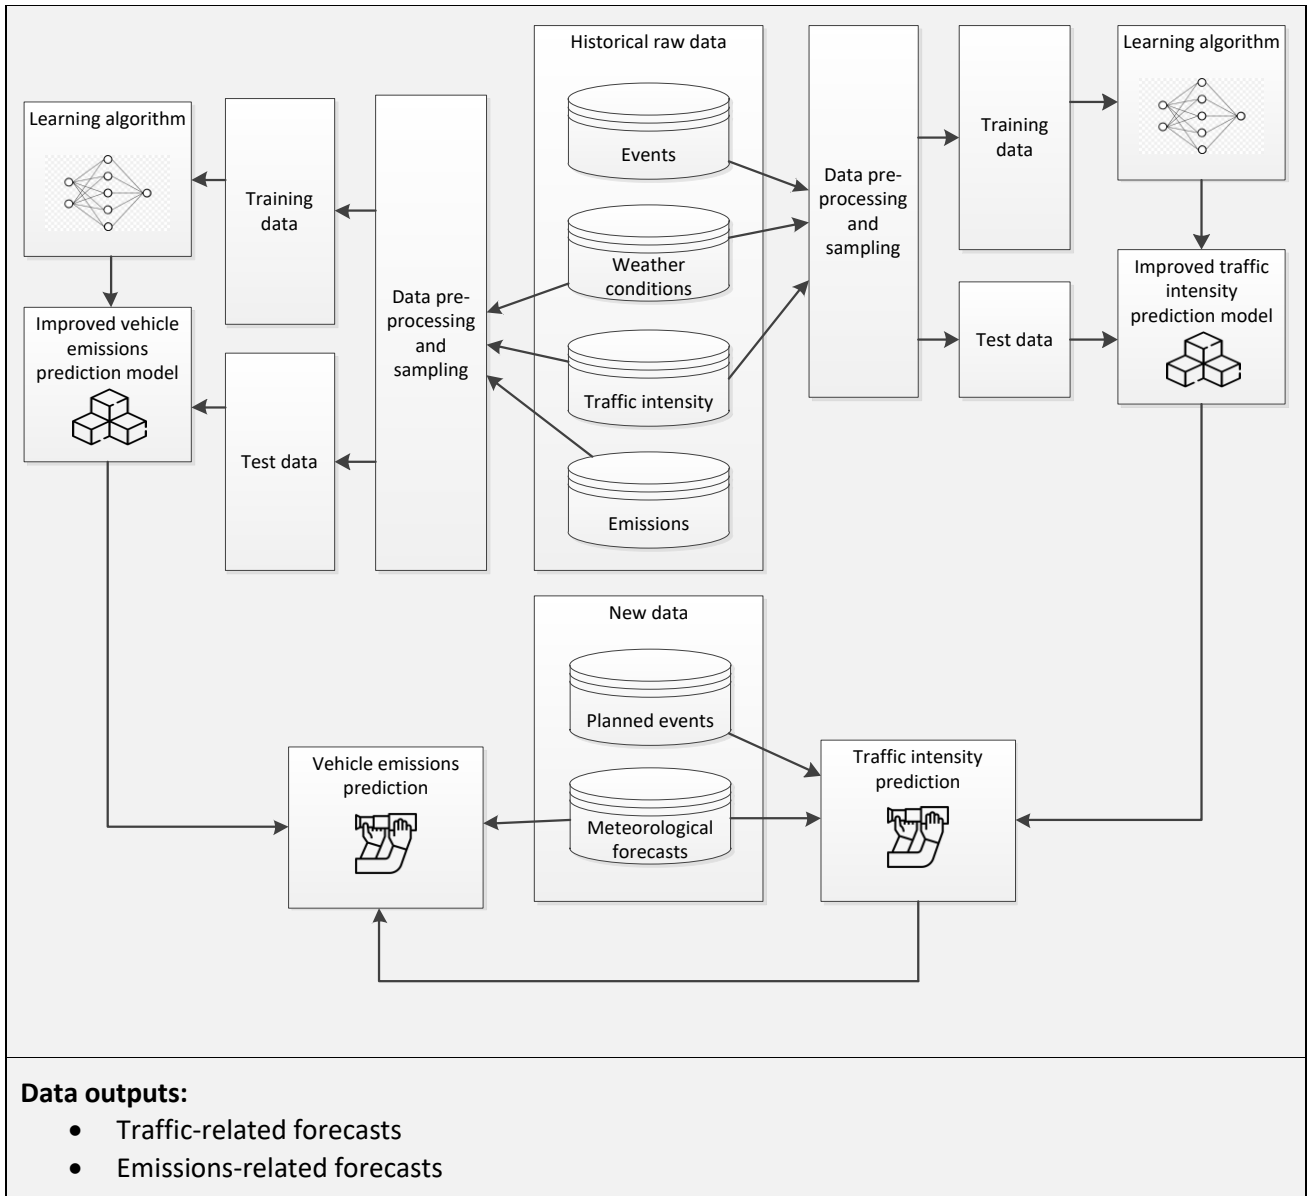 Historical raw data
Events
Weather
conditions
Traffic intensity
Emissions
Data pre-
processing
and
sampling
Training
data
Test data
Learning algorithm
Improved traffic
intensity
prediction model
Data pre-
processing
and
sampling
Training
data
Test data
Learning algorithm
Improved vehicle
emissions
prediction model
New data
Planned events
Meteorological
forecasts
Vehicle emissions
prediction
Traffic intensity
prediction
Data outputs:
• Traffic-related forecasts
• Emissions-related forecasts